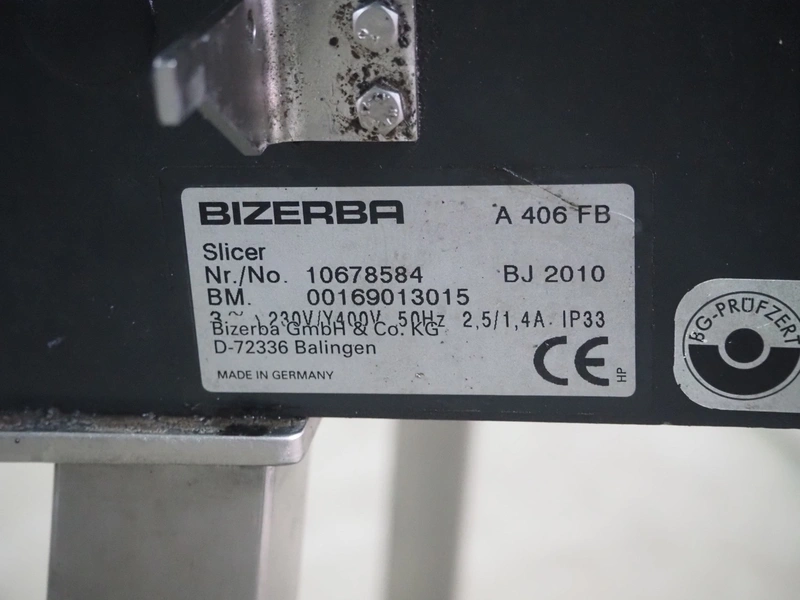 BIZERBA A 406 FB
Slicer
Nr./No. 10678584 BJ 2010
BM. 00169013015
3 ~ 230V/Y400V 50Hz 2,5/1,4A IP33
Bizerba GmbH & Co. KG
D-72336 Balingen
MADE IN GERMANY
CE
HP
BG-PRÜFZERT